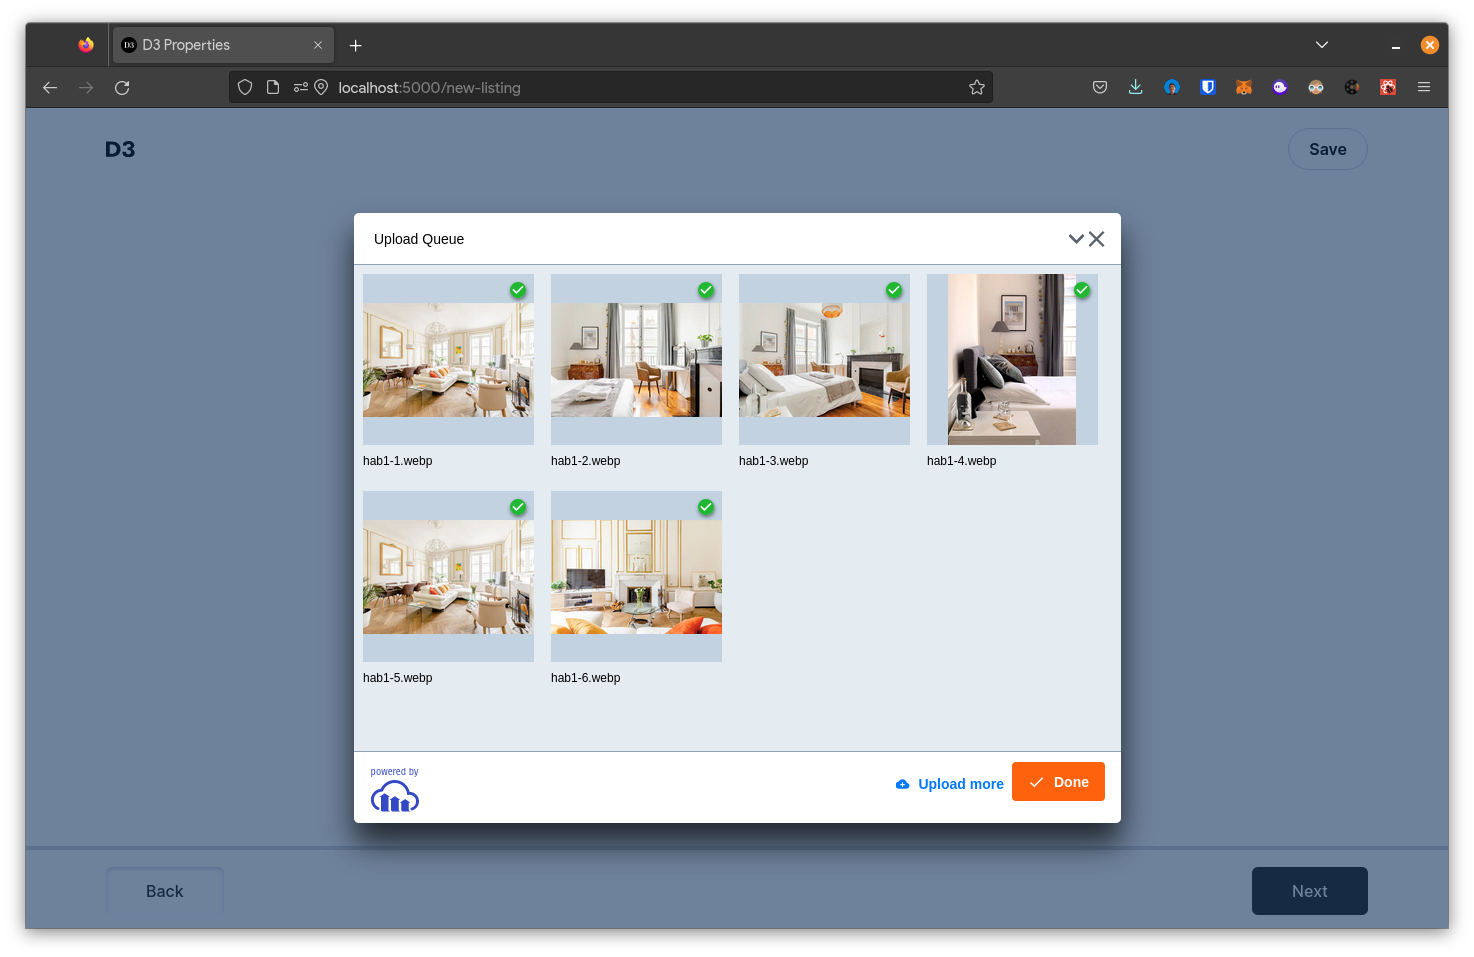 D3 D3 Properties
localhost:5000/new-listing
D3
Save
Upload Queue
hab1-1.webp
hab1-2.webp
hab1-3.webp
hab1-4.webp
hab1-5.webp
hab1-6.webp
powered by
Upload more
Done
Back
Next